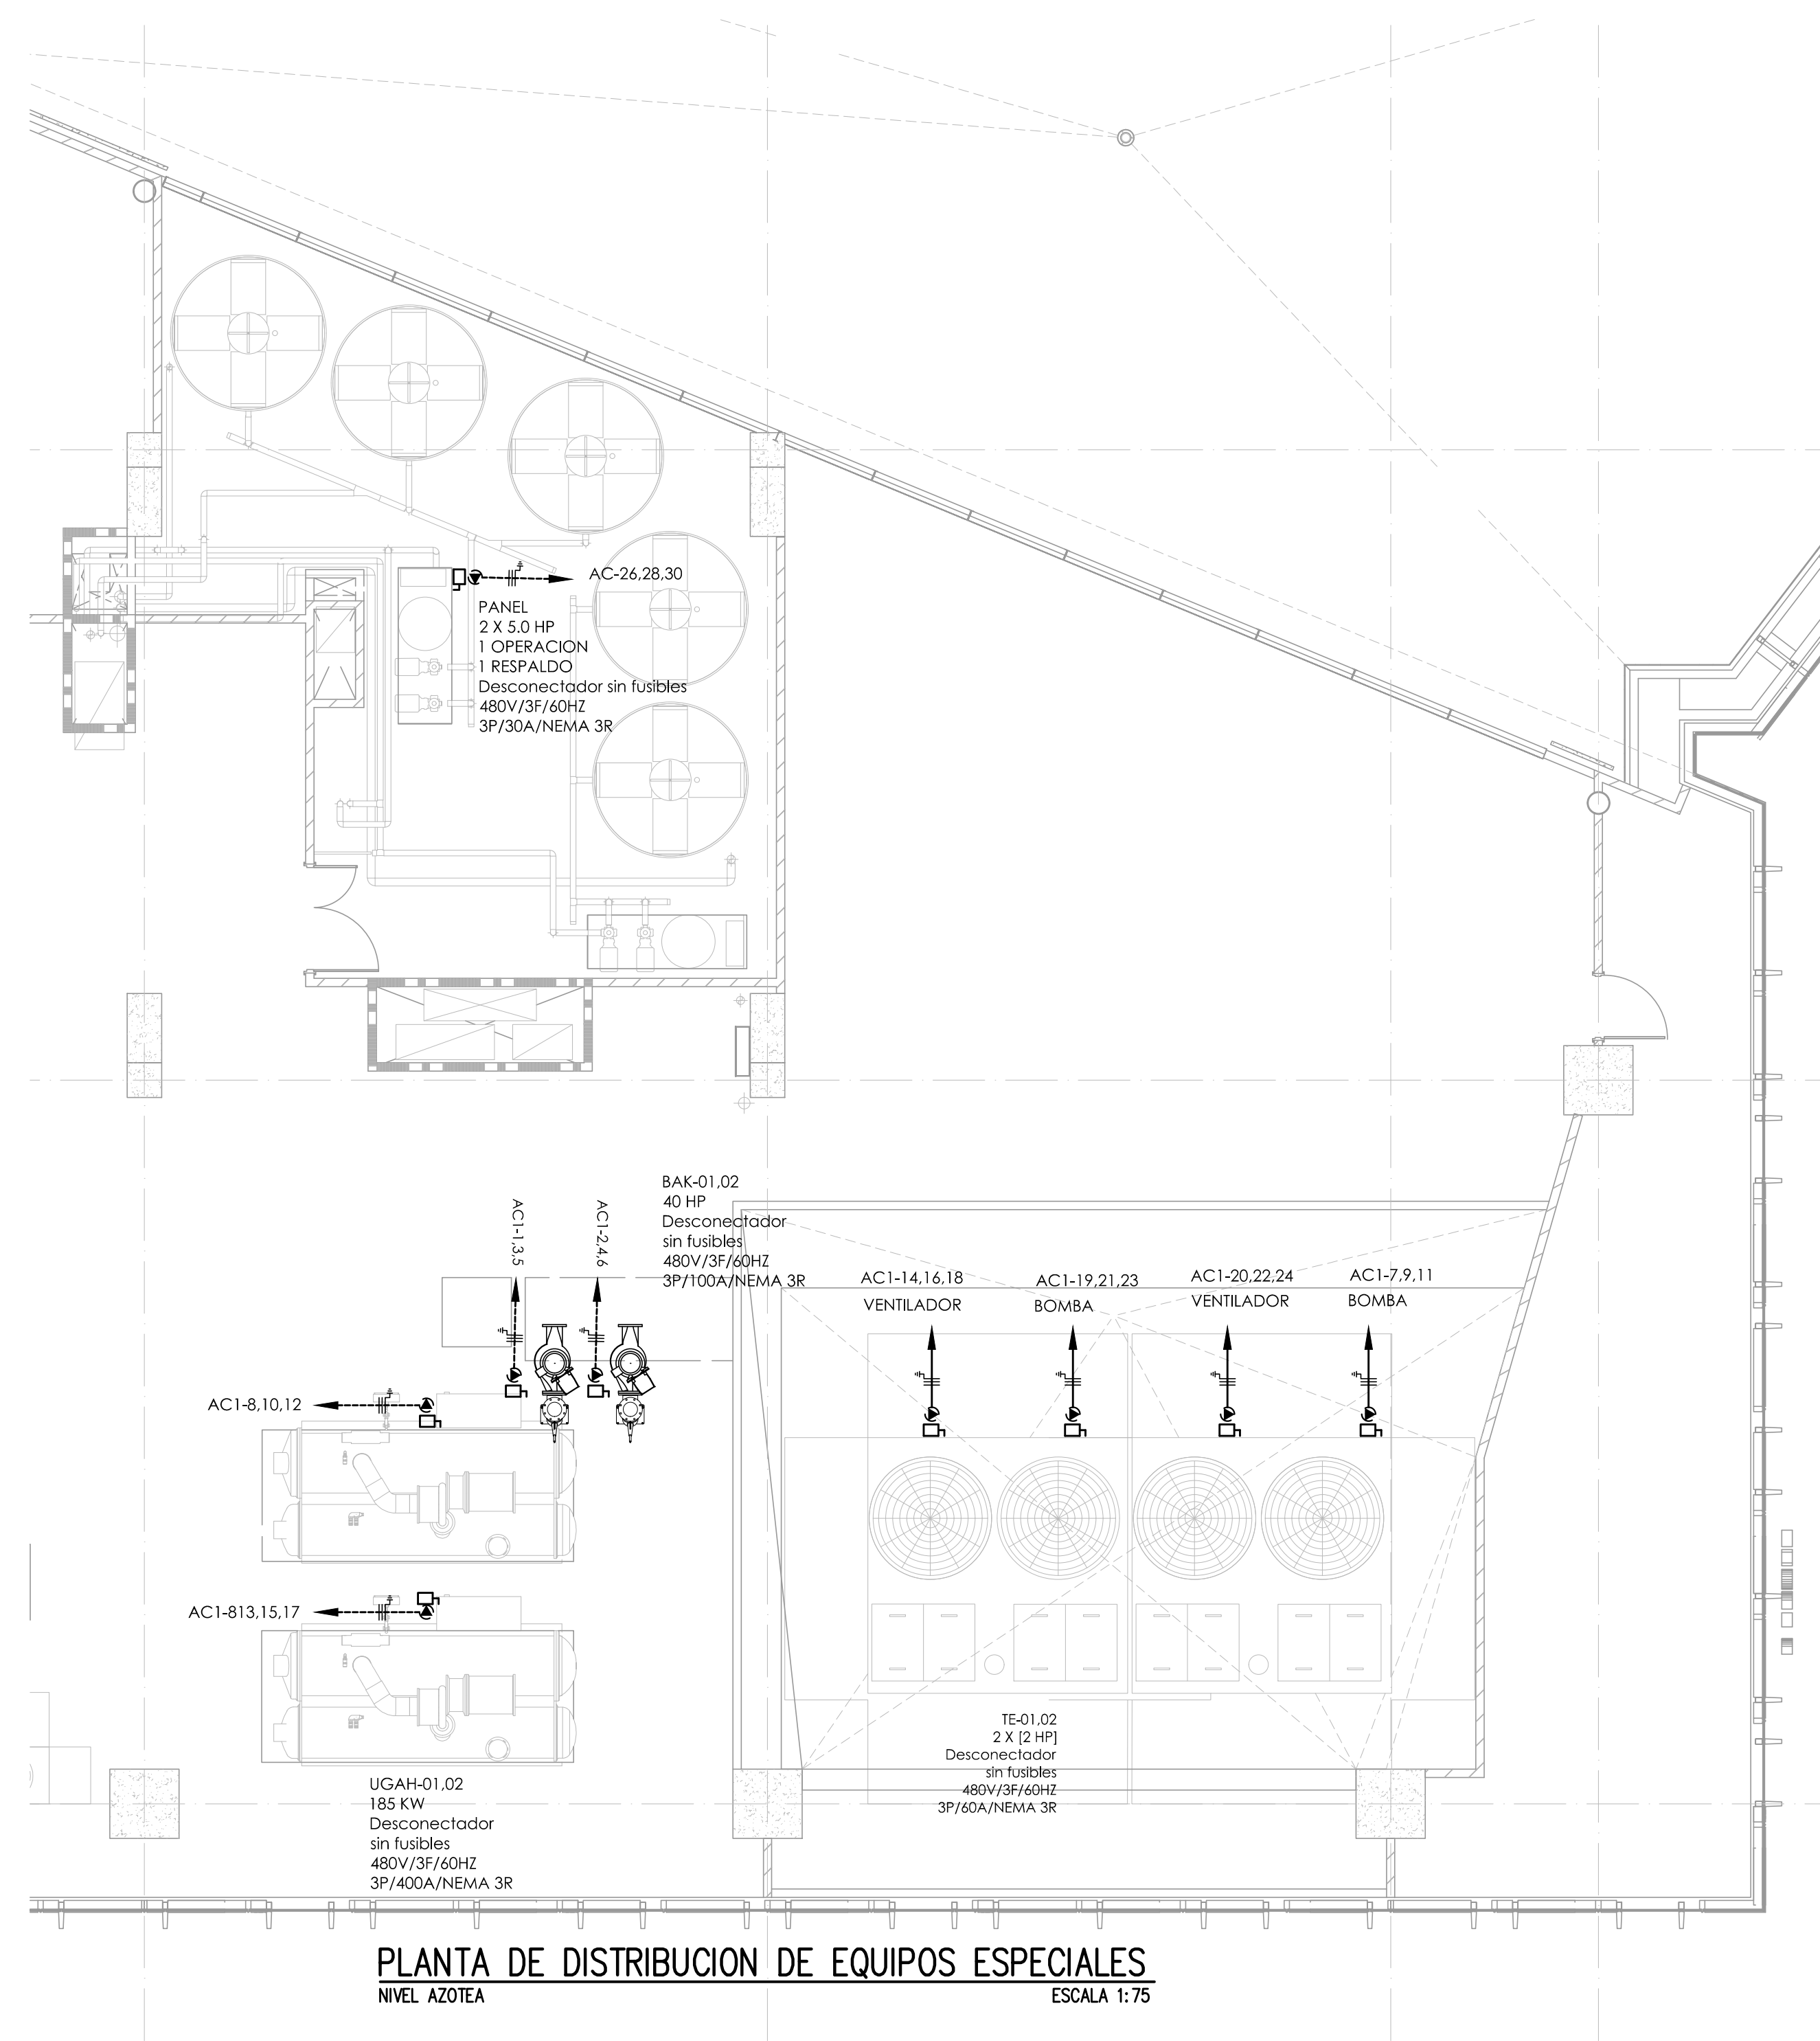 AC-26,28,30
PANEL
2 X 5.0 HP
1 OPERACION
1 RESPALDO
Desconectador sin fusibles
480V/3F/60HZ
3P/30A/NEMA 3R
BAK-01,02
40 HP
Desconectador
sin fusibles
480V/3F/60HZ
3P/100A/NEMA 3R
AC1-1,3,5
AC1-2,4,6
AC1-14,16,18
VENTILADOR
AC1-19,21,23
BOMBA
AC1-20,22,24
VENTILADOR
AC1-7,9,11
BOMBA
AC1-8,10,12
AC1-813,15,17
TE-01,02
2 X [2 HP]
Desconectador
sin fusibles
480V/3F/60HZ
3P/60A/NEMA 3R
UGAH-01,02
185 KW
Desconectador
sin fusibles
480V/3F/60HZ
3P/400A/NEMA 3R
PLANTA DE DISTRIBUCION DE EQUIPOS ESPECIALES
NIVEL AZOTEA
ESCALA 1:75